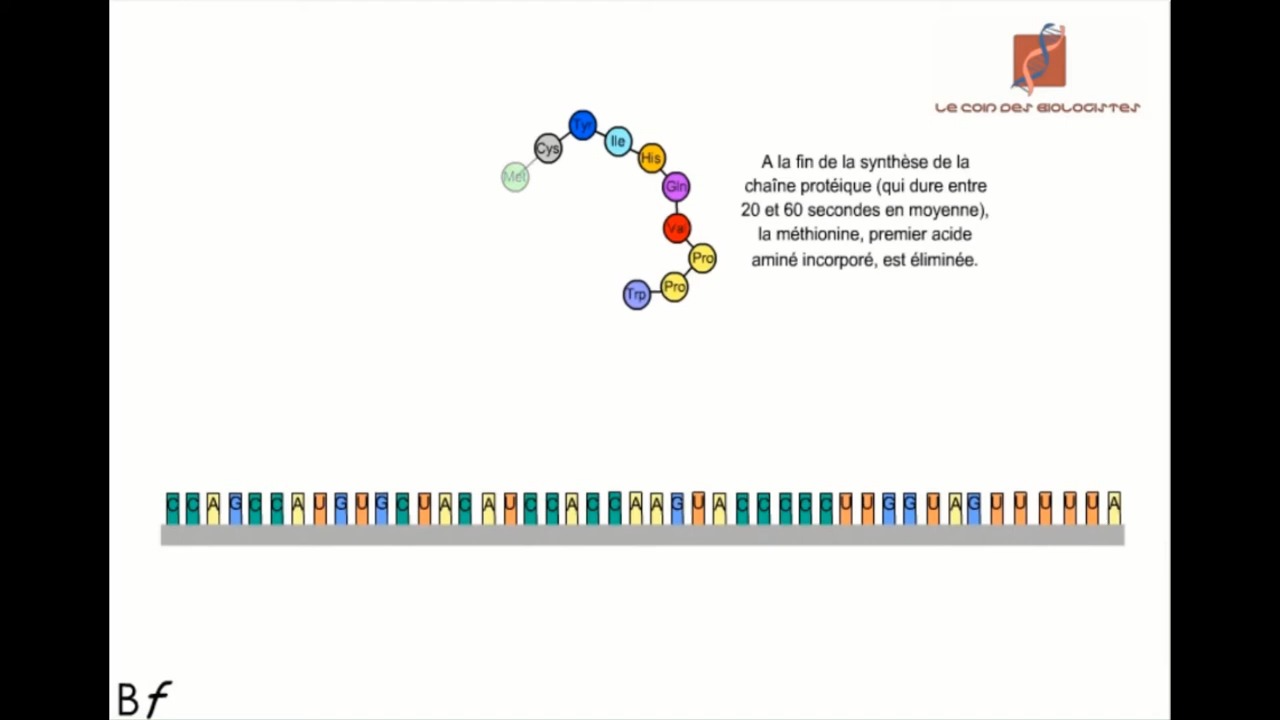 LE COIN DES BIOLOGISTES
Tyr
Cys
Ile
His
Met
Gln
Val
Pro
Pro
Trp
A la fin de la synthèse de la
chaîne protéique (qui dure entre
20 et 60 secondes en moyenne),
la méthionine, premier acide
aminé incorporé, est éliminée.
C C A G C C A U G U G C U A C A U C C A C C A A G U A C C C C C U U G G U A G U U U U U A
Bf